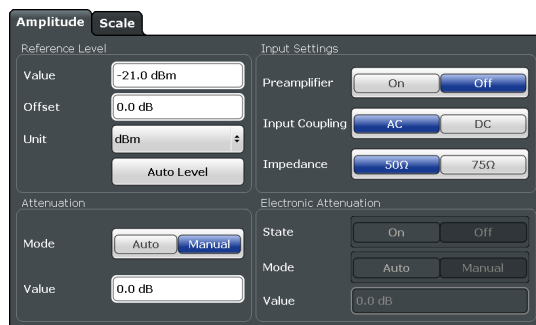 Amplitude Scale
Reference Level
Value -21.0 dBm
Offset 0.0 dB
Unit dBm
Auto Level
Input Settings
Preamplifier On Off
Input Coupling AC DC
Impedance 50Ω 75Ω
Attenuation
Mode Auto Manual
Value 0.0 dB
Electronic Attenuation
State On Off
Mode Auto Manual
Value 0.0 dB